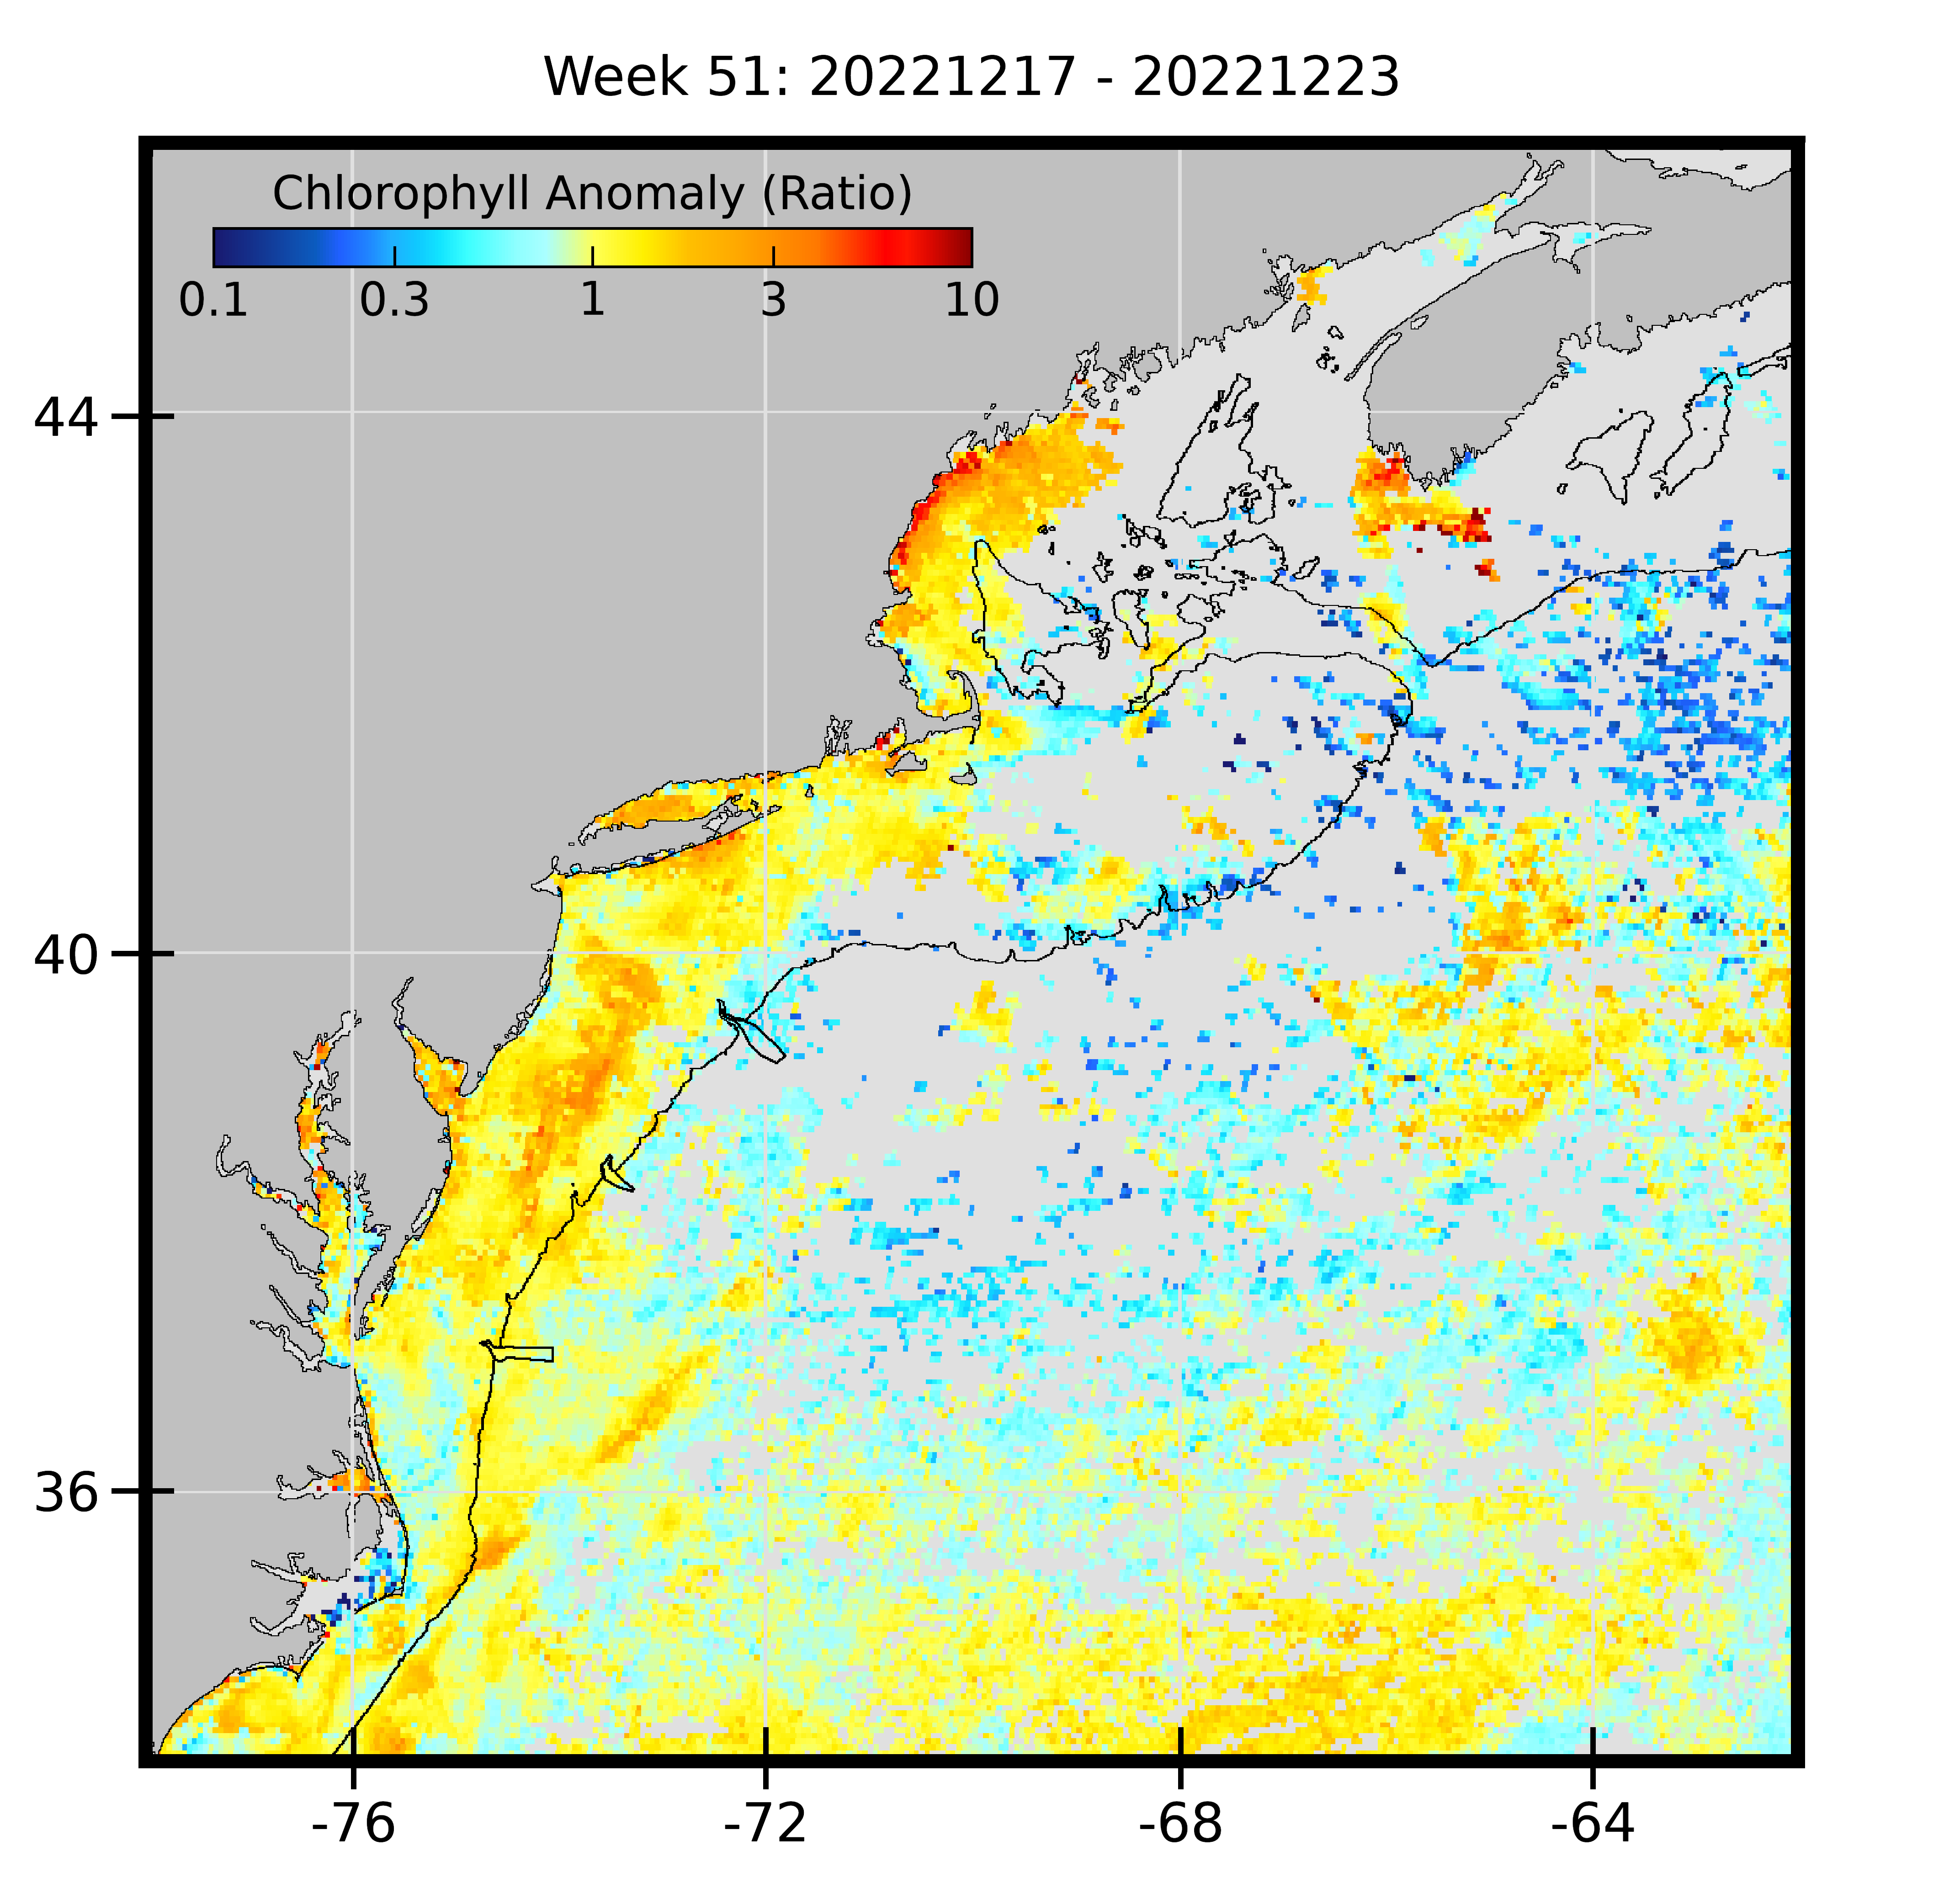 Week 51: 20221217 - 20221223
Chlorophyll Anomaly (Ratio)
0.1 0.3 1 3 10
44
40
36
-76 -72 -68 -64